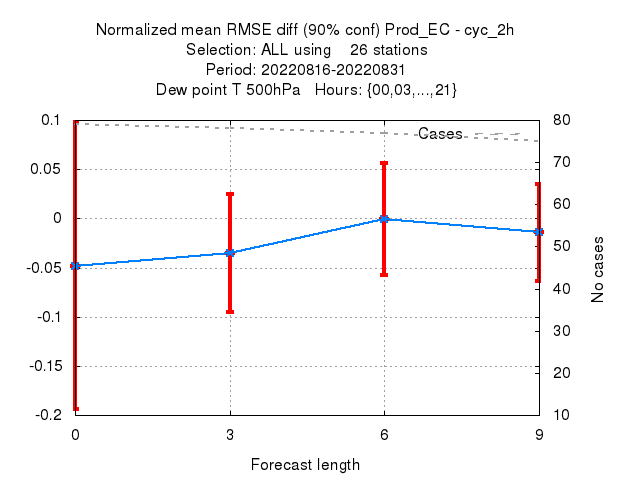 Normalized mean RMSE diff (90% conf) Prod_EC - cyc_2h
Selection: ALL using    26 stations
Period: 20220816-20220831
Dew point T 500hPa   Hours: {00,03,...,21}
0.1
0.05
0
-0.05
-0.1
-0.15
-0.2
Cases
80
70
60
50
40
30
20
10
No cases
0
3
6
9
Forecast length